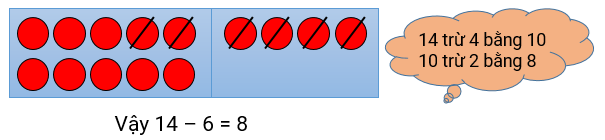 14 trừ 4 bằng 10
10 trừ 2 bằng 8
Vậy 14 – 6 = 8